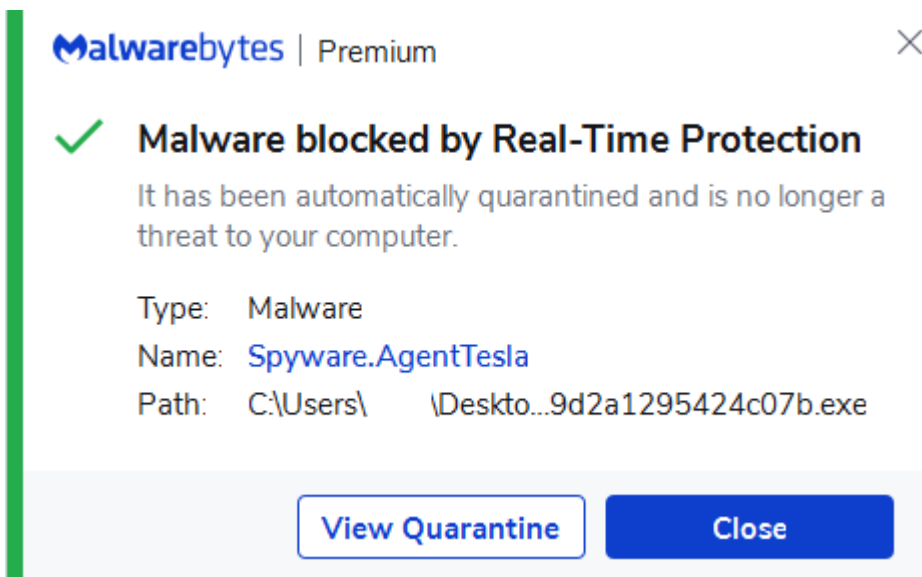 Malwarebytes | Premium
Malware blocked by Real-Time Protection
It has been automatically quarantined and is no longer a
threat to your computer.
Type: Malware
Name: Spyware.AgentTesla
Path: C:\Users\ \Deskto...9d2a1295424c07b.exe
View Quarantine Close